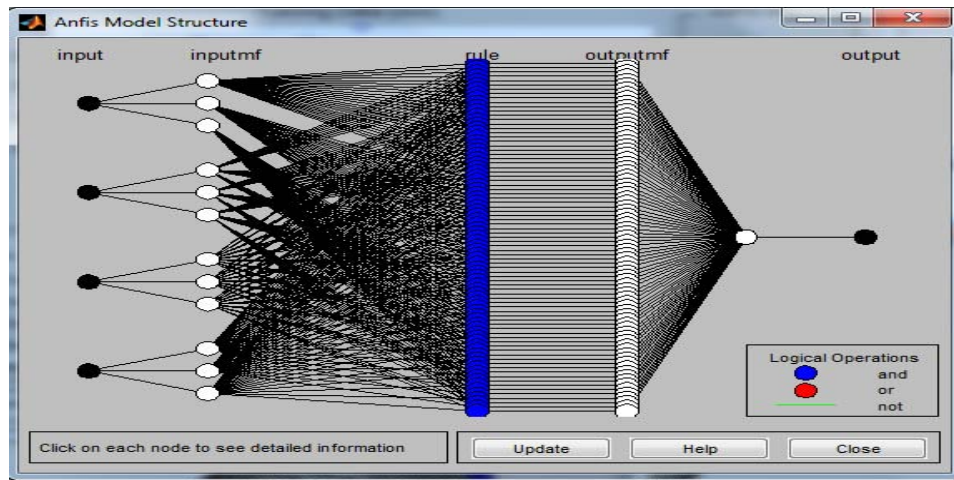 Anfis Model Structure
input inputmf rule outputmf output
Logical Operations
and
or
not
Click on each node to see detailed information
Update Help Close